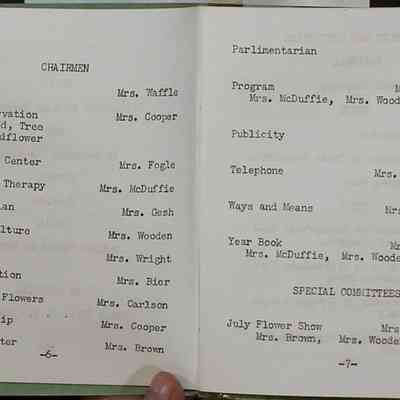 CHAIRMEN
Mrs. Waffle
rvation Mrs. Cooper
d, Tree
dflower
Center Mrs. Fogle
Therapy Mrs. McDuffie
ian Mrs. Gesh
lture Mrs. Wooden
Mrs. Wright
tion Mrs. Bier
Flowers Mrs. Carlson
ip Mrs. Cooper
ter Mrs. Brown
-6-
Parlimentarian
Program M
Mrs. McDuffie, Mrs. Wood
Publicity
Telephone Mrs.
Ways and Means Mrs
Year Book M
Mrs. McDuffie, Mrs. Woode
SPECIAL COMMITTEES
July Flower Show Mrs
Mrs. Brown, Mrs. Woode
-7-